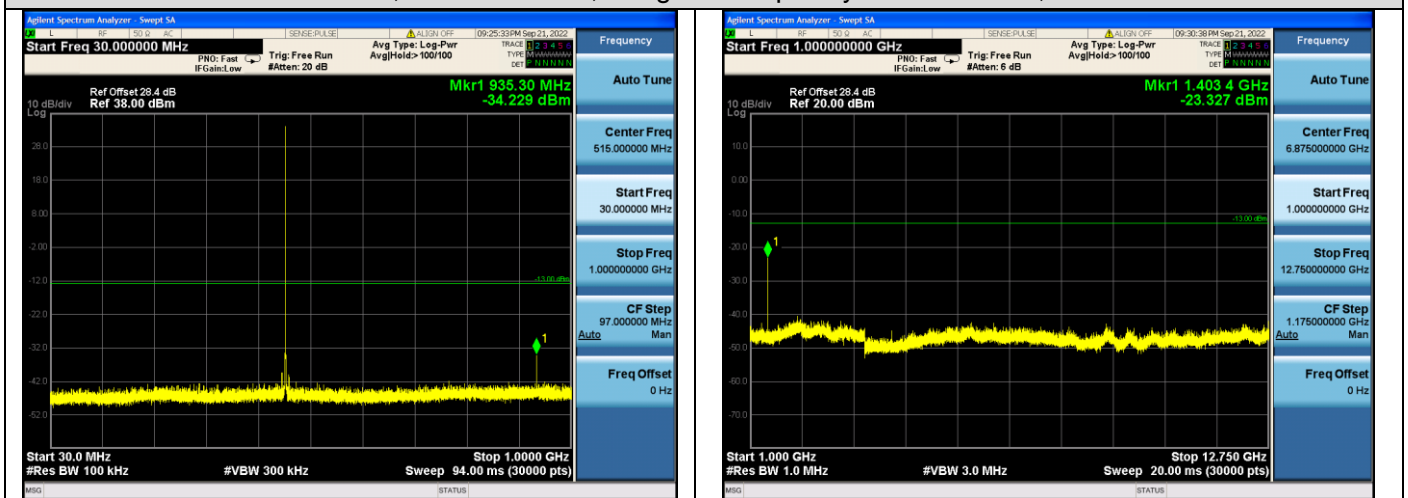 Agilent Spectrum Analyzer - Swept SA
L RF 50 Ω AC SENSE:PULSE ALIGN OFF 09:25:33 PM Sep 21, 2022
Start Freq 30.000000 MHz
PNO: Fast
IFGain:Low
Trig: Free Run
#Atten: 20 dB
Avg Type: Log-Pwr
Avg|Hold:> 100/100
TRACE 1 2 3 4 5 6
TYPE M
DET P N N N N N
Mkr1 935.30 MHz
-34.229 dBm
Ref Offset 28.4 dB
10 dB/div Ref 38.00 dBm
Log
28.0
18.0
8.00
-2.00
-12.0
-13.00 dBm
-22.0
-32.0
1
-42.0
-52.0
Start 30.0 MHz Stop 1.0000 GHz
#Res BW 100 kHz #VBW 300 kHz Sweep 94.00 ms (30000 pts)
MSG STATUS
Frequency
Auto Tune
Center Freq
515.000000 MHz
Start Freq
30.000000 MHz
Stop Freq
1.000000000 GHz
CF Step
97.000000 MHz
Auto Man
Freq Offset
0 Hz
Agilent Spectrum Analyzer - Swept SA
L RF 50 Ω AC SENSE:PULSE ALIGN OFF 09:30:38 PM Sep 21, 2022
Start Freq 1.000000000 GHz
PNO: Fast
IFGain:Low
Trig: Free Run
#Atten: 6 dB
Avg Type: Log-Pwr
Avg|Hold:> 100/100
TRACE 1 2 3 4 5 6
TYPE M
DET P N N N N N
Mkr1 1.403 4 GHz
-23.327 dBm
Ref Offset 28.4 dB
10 dB/div Ref 20.00 dBm
Log
10.0
0.00
-10.0
-13.00 dBm
-20.0
1
-30.0
-40.0
-50.0
-60.0
-70.0
Start 1.000 GHz Stop 12.750 GHz
#Res BW 1.0 MHz #VBW 3.0 MHz Sweep 20.00 ms (30000 pts)
MSG STATUS
Frequency
Auto Tune
Center Freq
6.875000000 GHz
Start Freq
1.000000000 GHz
Stop Freq
12.750000000 GHz
CF Step
1.175000000 GHz
Auto Man
Freq Offset
0 Hz